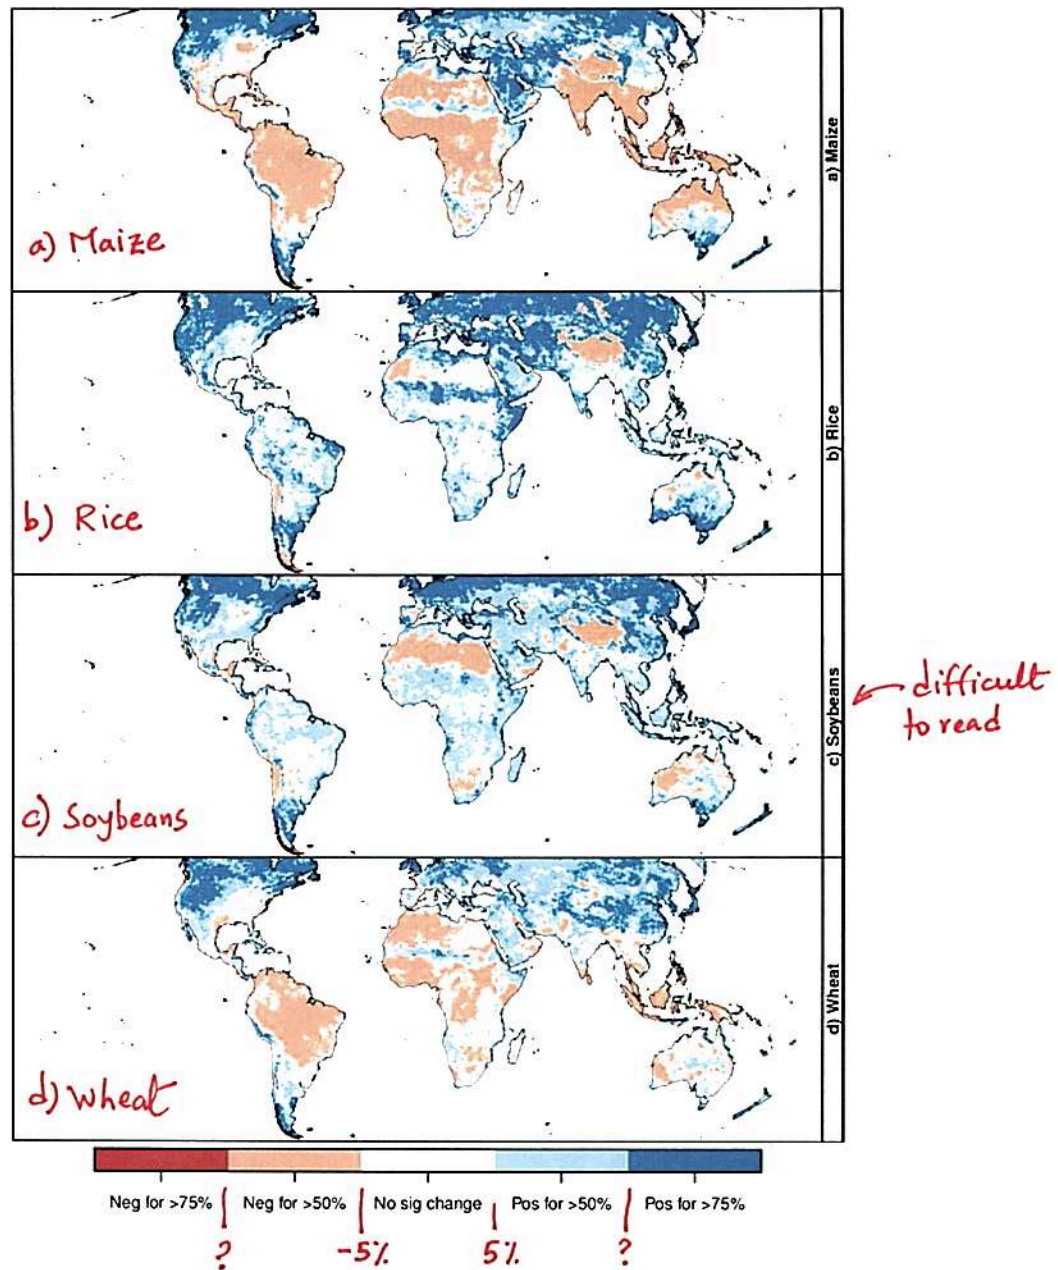 a) Maize
a) Maize
b) Rice
b) Rice
c) Soybeans
difficult
to read
c) Soybeans
d) Wheat
d) Wheat
Neg for >75%
Neg for >50%
No sig change
Pos for >50%
Pos for >75%
?
-5%
5%
?